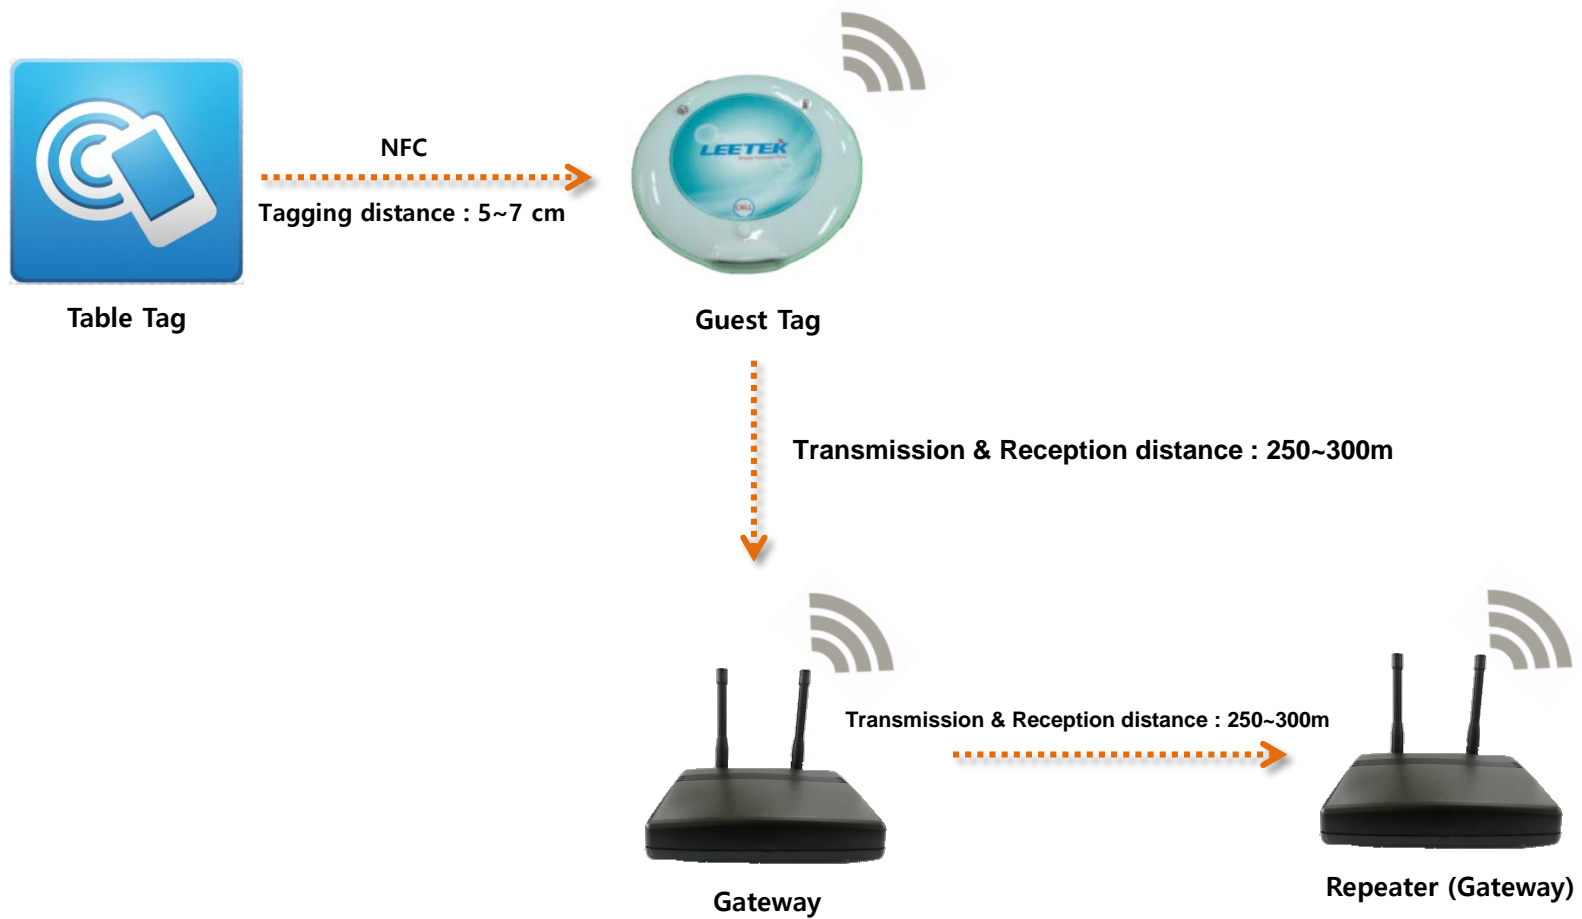 NFC
Tagging distance : 5~7 cm
LEETEK
CALL
Table Tag
Guest Tag
Transmission & Reception distance : 250~300m
Transmission & Reception distance : 250~300m
Gateway
Repeater (Gateway)